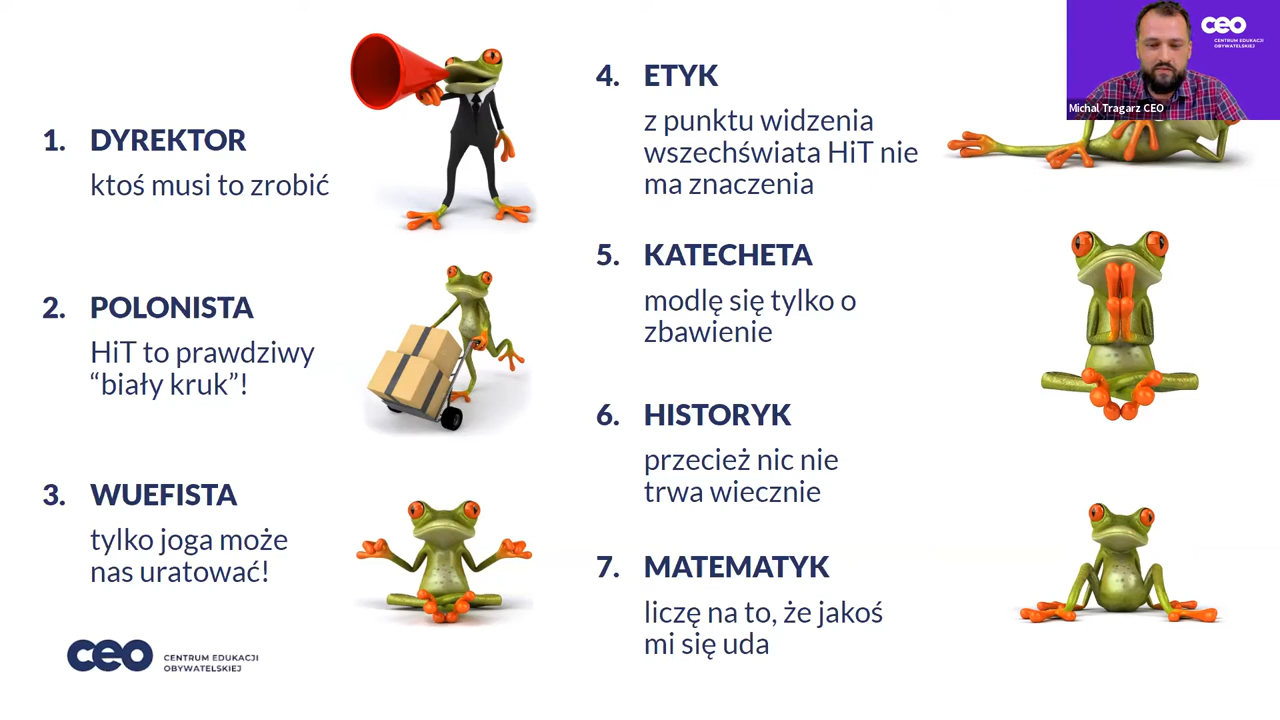 1. DYREKTOR
ktoś musi to zrobić
2. POLONISTA
HiT to prawdziwy
“biały kruk”!
3. WUEFISTA
tylko joga może
nas uratować!
ceo CENTRUM EDUKACJI
OBYWATELSKIEJ
4. ETYK
z punktu widzenia
wszechświata HiT nie
ma znaczenia
5. KATECHETA
modlę się tylko o
zbawienie
6. HISTORYK
przecież nic nie
trwa wiecznie
7. MATEMATYK
liczę na to, że jakoś
mi się uda
ceo
CENTRUM EDUKACJI
OBYWATELSKIEJ
Michal Tragarz CEO